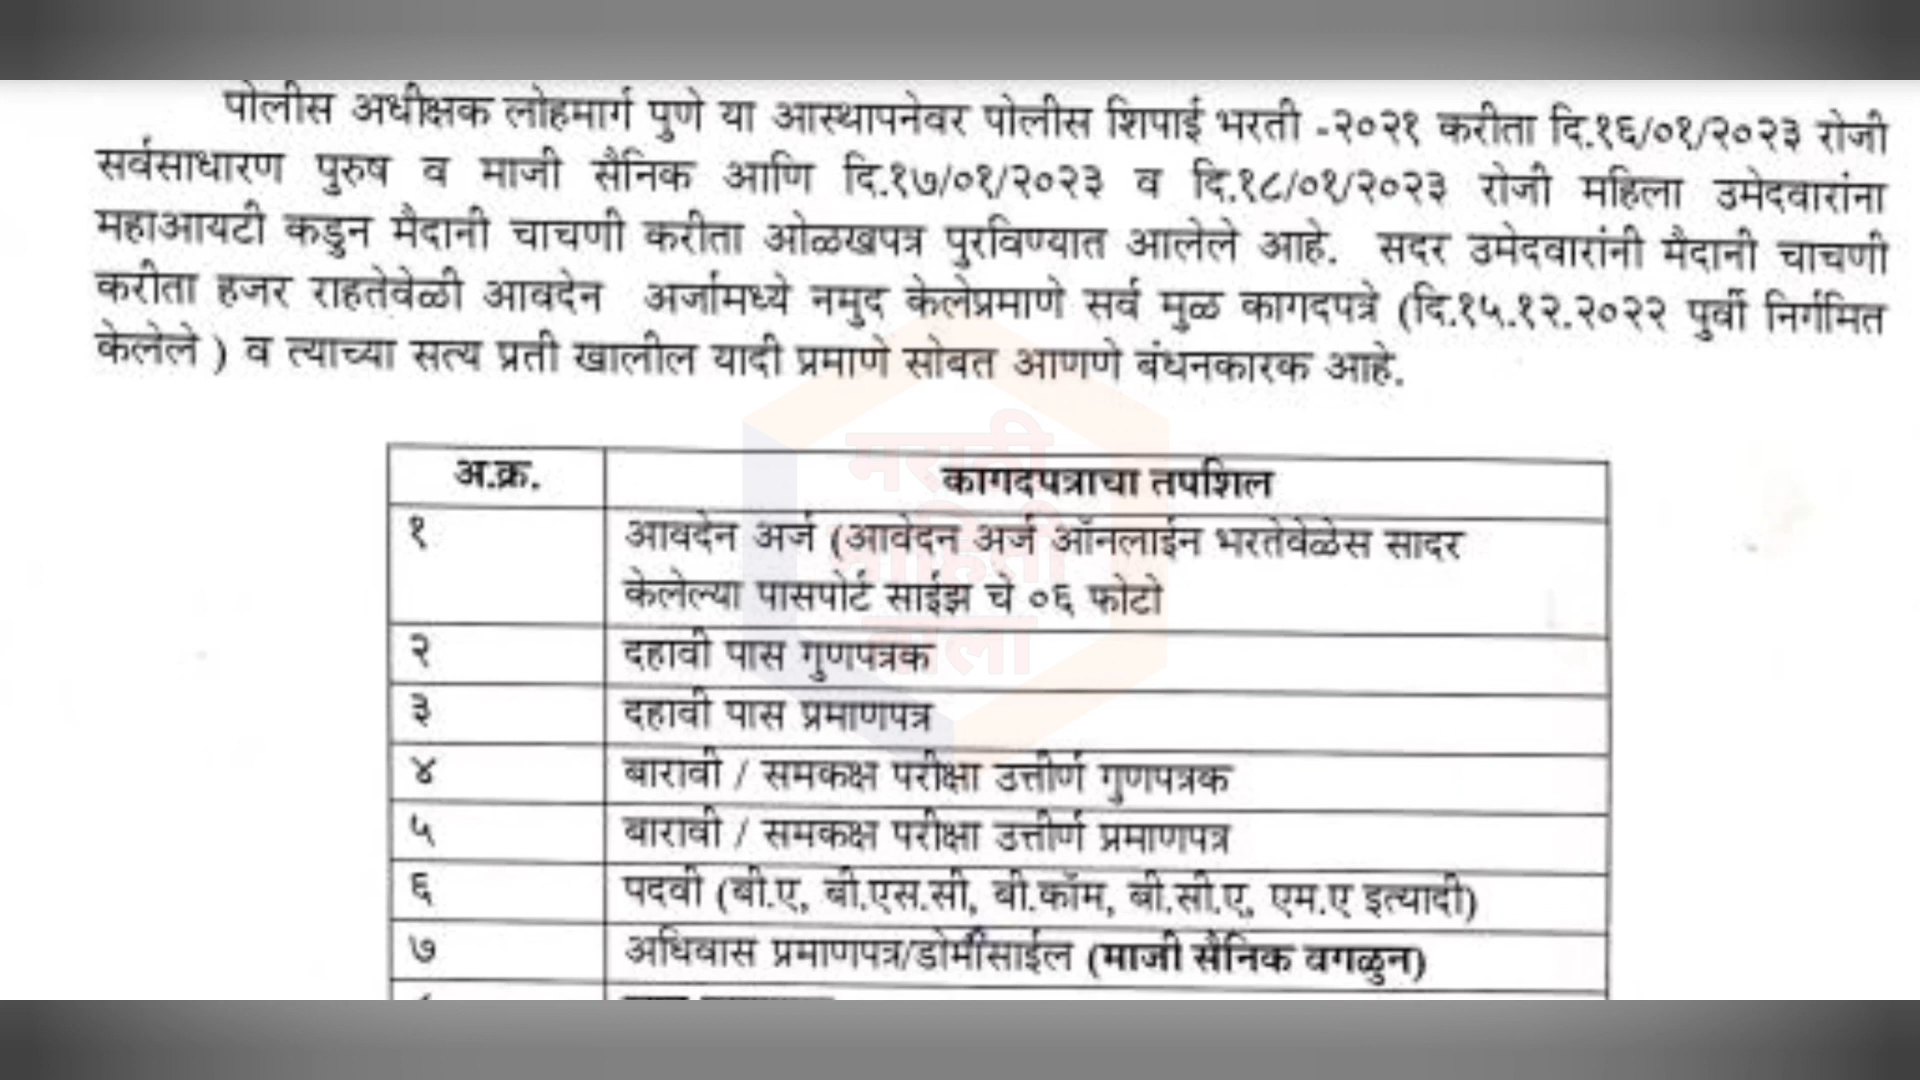 पोलीस अधीक्षक लोहमार्ग पुणे या आस्थापनेवर पोलीस शिपाई भरती -२०२१ करीता दि.१६/०१/२०२३ रोजी
सर्वसाधारण पुरुष व माजी सैनिक आणि दि.१७/०१/२०२३ व दि.१८/०१/२०२३ रोजी महिला उमेदवारांना
महाआयटी कडुन मैदानी चाचणी करीता ओळखपत्र पुरविण्यात आलेले आहे. सदर उमेदवारांनी मैदानी चाचणी
करीता हजर राहतेवेळी आवदेन अर्जामध्ये नमुद केलेप्रमाणे सर्व मुळ कागदपत्रे (दि.१५.१२.२०२२ पुर्वी निर्गमित
केलेले ) व त्याच्या सत्य प्रती खालील यादी प्रमाणे सोबत आणणे बंधनकारक आहे.
मराठी
माहिती
वाला
अ.क्र. कागदपत्राचा तपशिल
१ आवदेन अर्ज (आवेदन अर्ज ऑनलाईन भरतेवेळेस सादर
केलेल्या पासपोर्ट साईझ चे ०६ फोटो
२ दहावी पास गुणपत्रक
३ दहावी पास प्रमाणपत्र
४ बारावी / समकक्ष परीक्षा उत्तीर्ण गुणपत्रक
५ बारावी / समकक्ष परीक्षा उत्तीर्ण प्रमाणपत्र
६ पदवी (बी.ए, बी.एस.सी, बी.कॉम, बी.सी.ए, एम.ए इत्यादी)
७ अधिवास प्रमाणपत्र/डोमीसाईल (माजी सैनिक वगळुन)